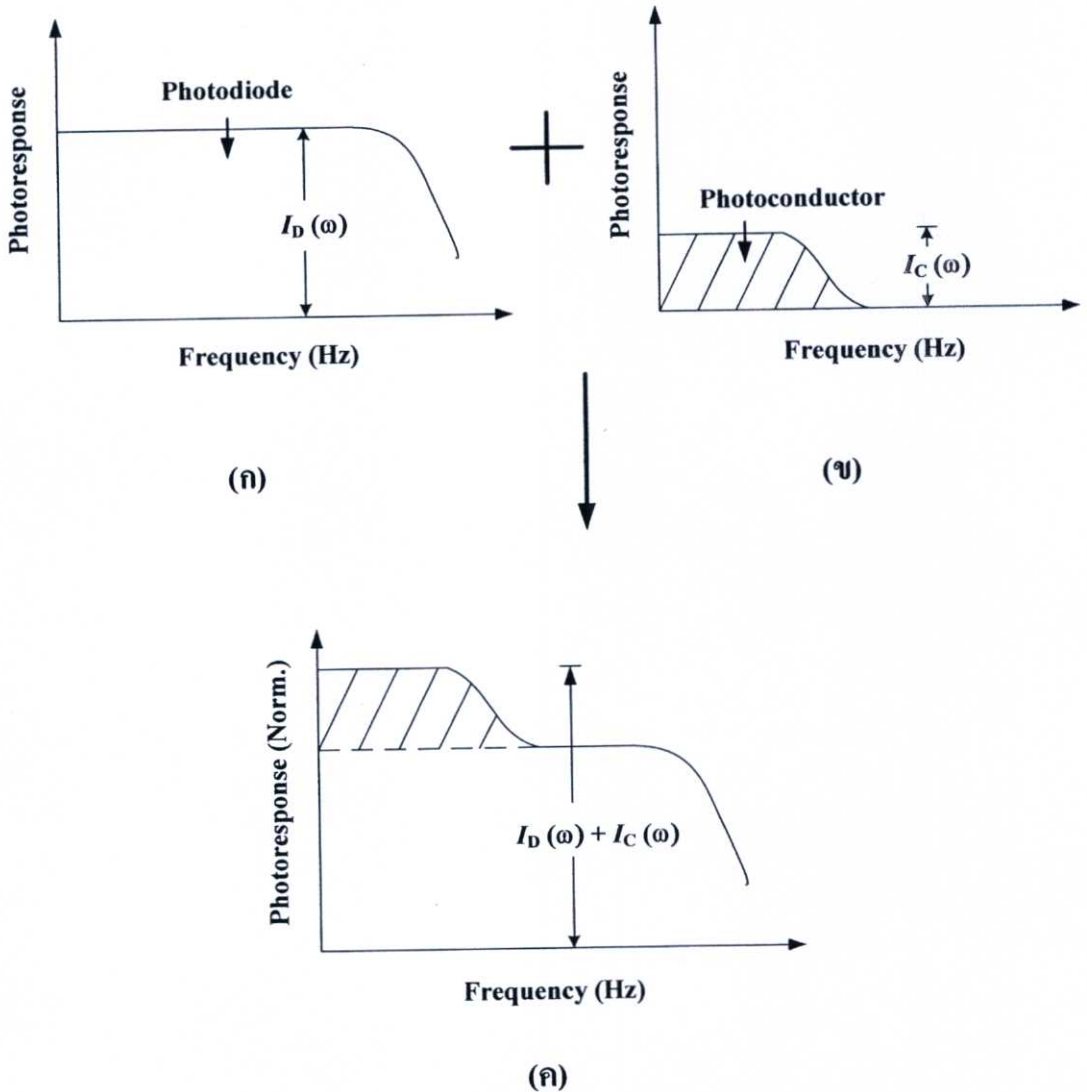 Photoresponse
Photodiode
I_D (ω)
Frequency (Hz)
(ก)
Photoresponse
Photoconductor
I_C (ω)
Frequency (Hz)
(ข)
Photoresponse (Norm.)
I_D (ω) + I_C (ω)
Frequency (Hz)
(ค)